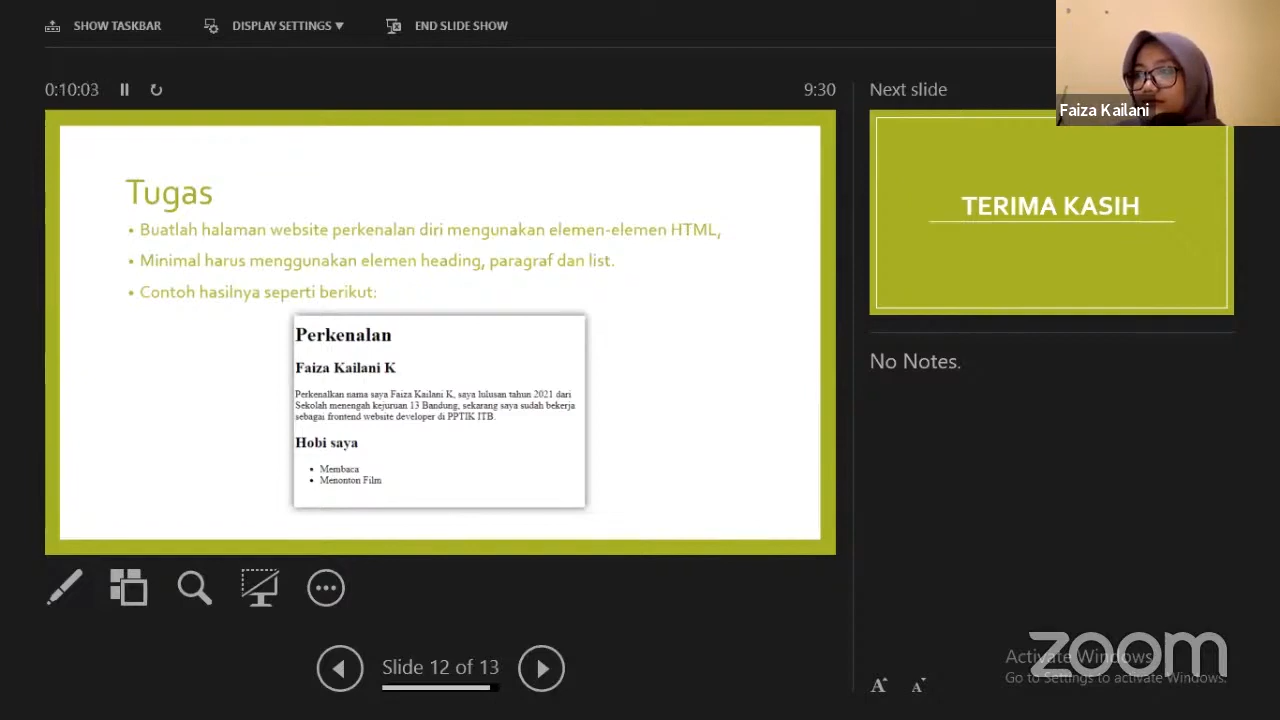 SHOW TASKBAR DISPLAY SETTINGS ▼ END SLIDE SHOW
0:10:03 9:30
Tugas
• Buatlah halaman website perkenalan diri mengunakan elemen-elemen HTML,
• Minimal harus menggunakan elemen heading, paragraf dan list.
• Contoh hasilnya seperti berikut:
Perkenalan
Faiza Kailani K
Perkenalkan nama saya Faiza Kailani K, saya lulusan tahun 2021 dari
Sekolah menengah kejuruan 13 Bandung, sekarang saya sudah bekerja
sebagai frontend website developer di PPTIK ITB.
Hobi saya
• Membaca
• Menonton Film
Slide 12 of 13
Next slide
Faiza Kailani
TERIMA KASIH
No Notes.
A A
zoom
Activate Windows
Go to Settings to activate Windows.